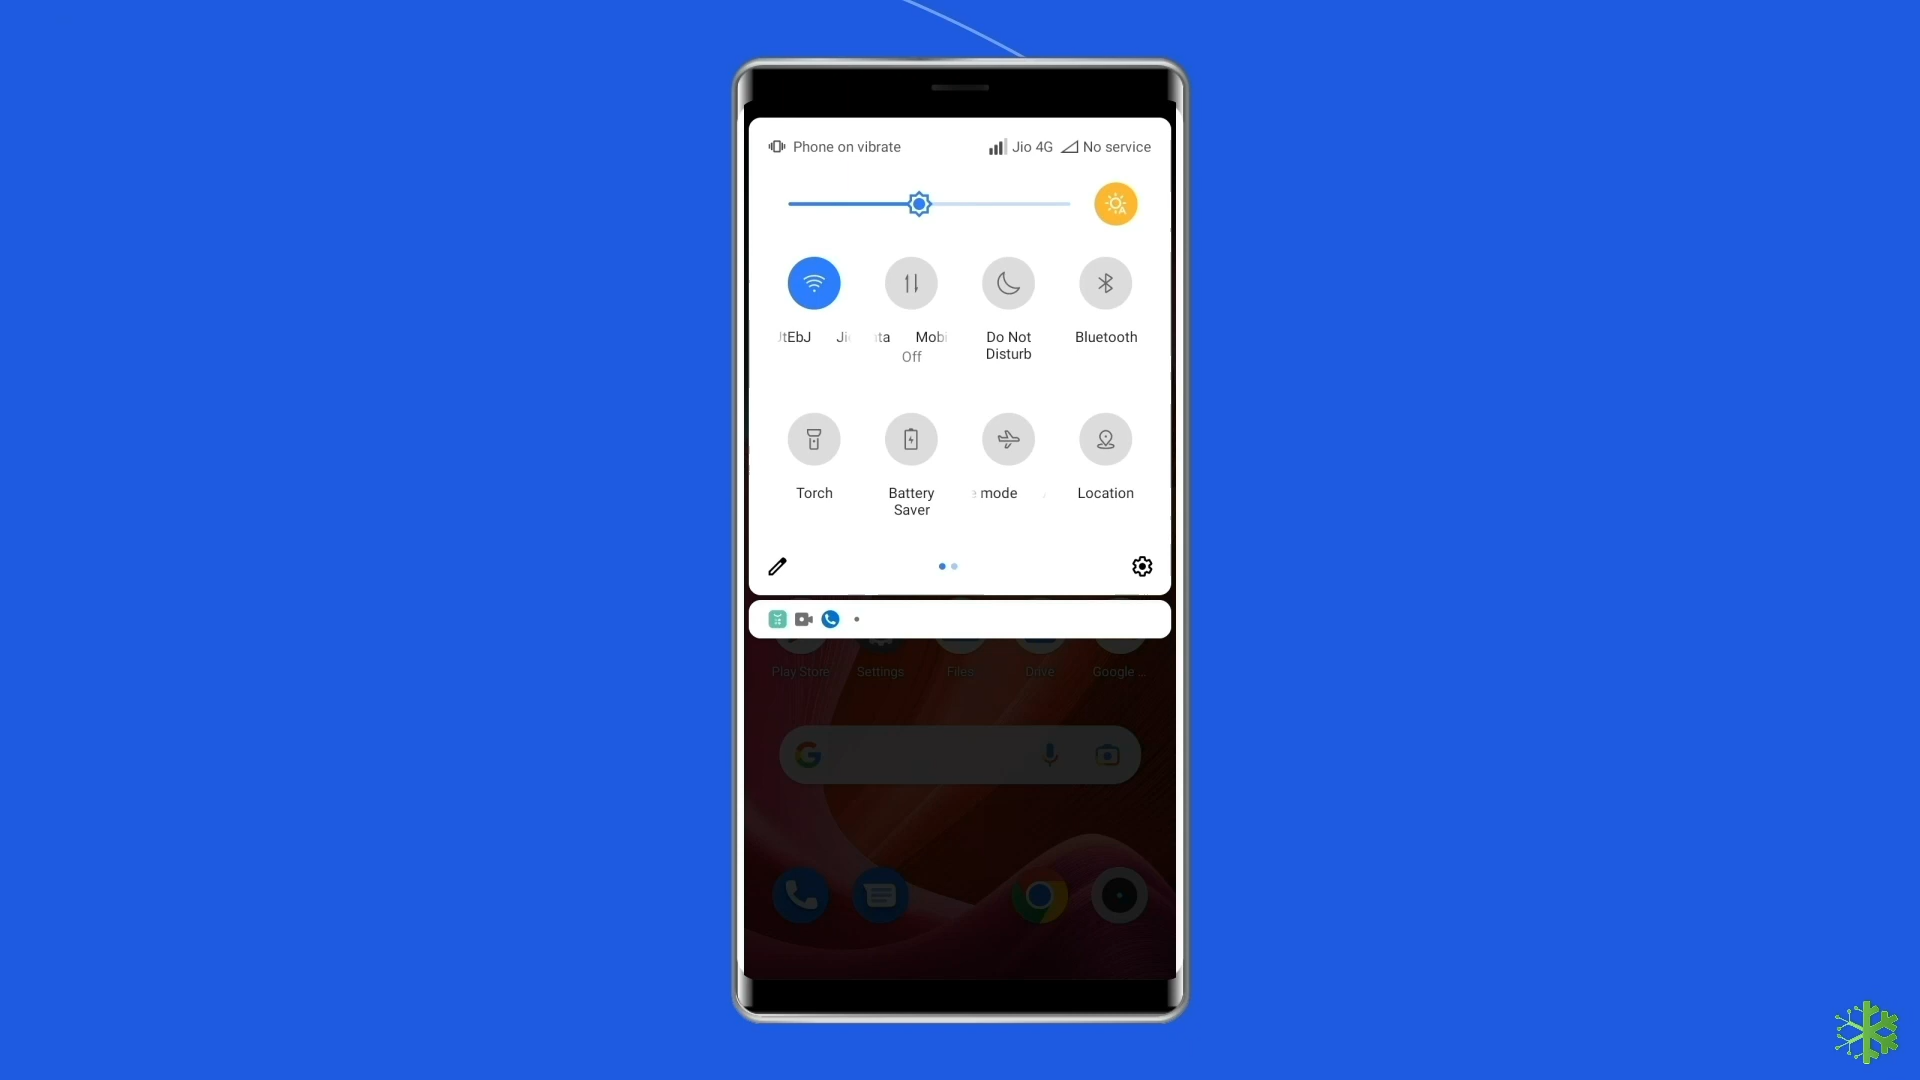 Phone on vibrate Jio 4G No service
tEbJ Ji ta Mobi Do Not Disturb Bluetooth
Off
Torch Battery Saver mode Location
Play Store Settings Files Drive Google ...